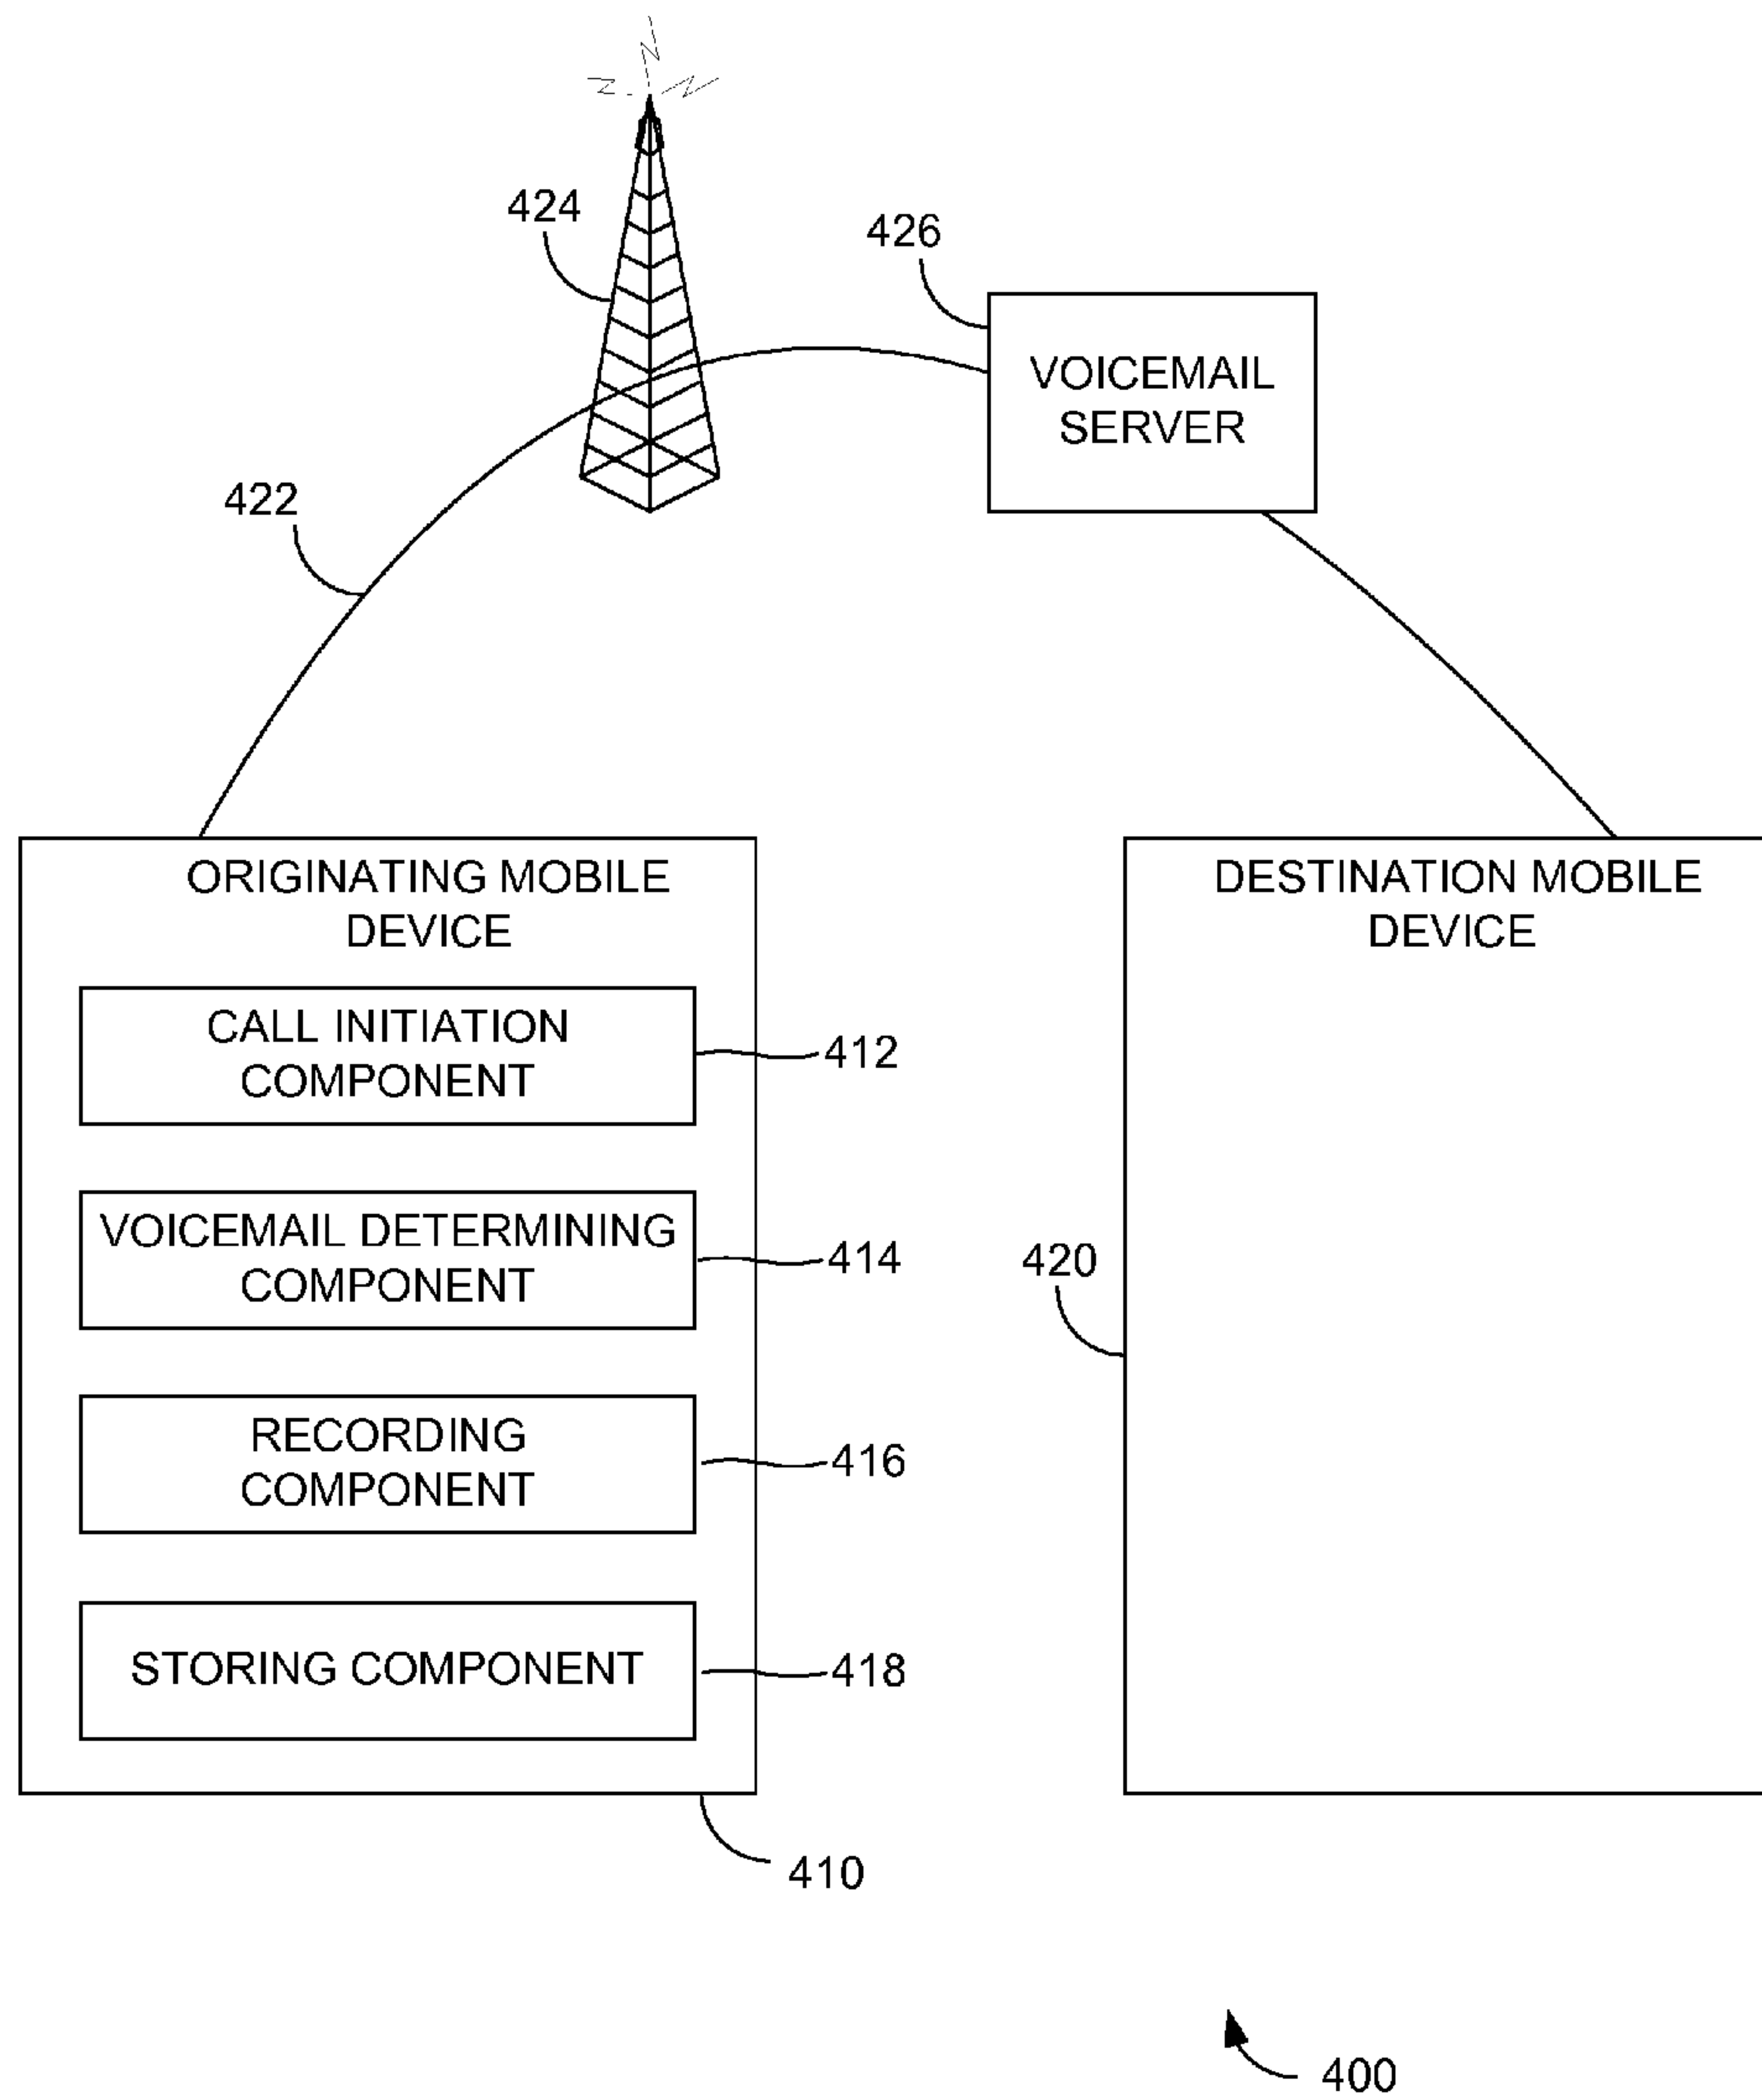 424
426
VOICEMAIL
SERVER
422
ORIGINATING MOBILE
DEVICE
DESTINATION MOBILE
DEVICE
CALL INITIATION
COMPONENT
412
VOICEMAIL DETERMINING
COMPONENT
414
420
RECORDING
COMPONENT
416
STORING COMPONENT
418
410
400